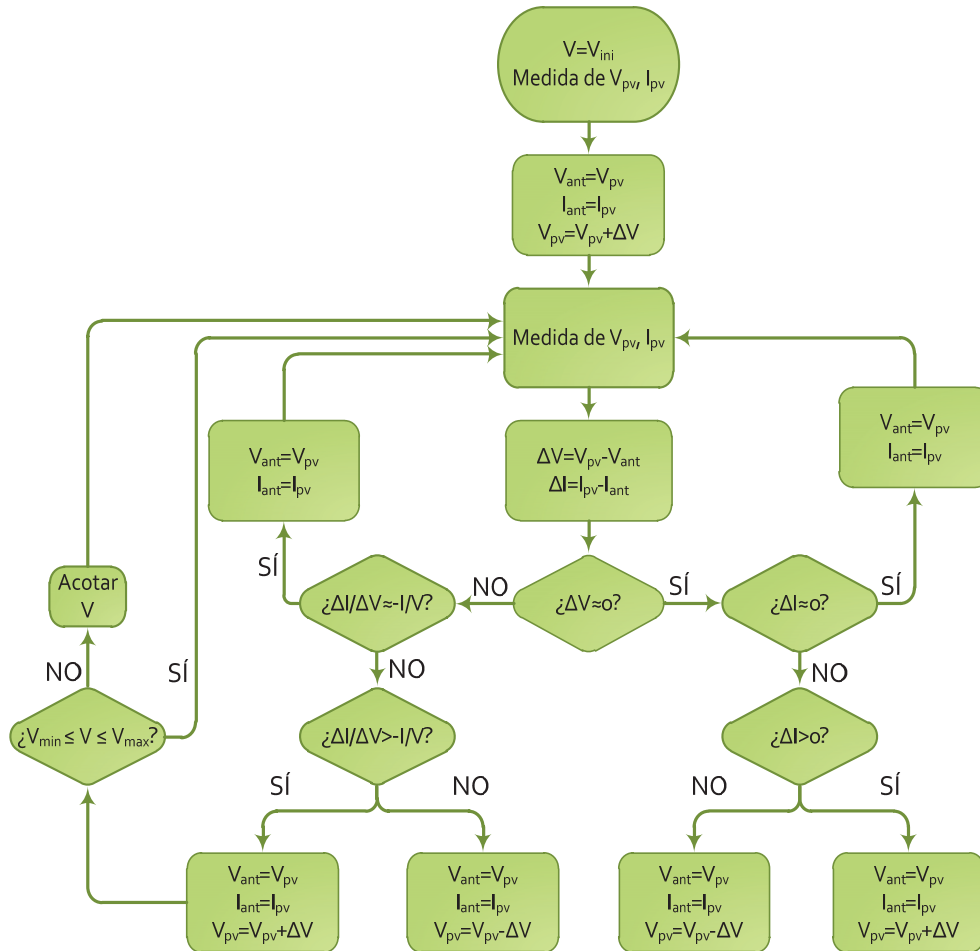 V=Vini
Medida de Vpv, Ipv
Vant=Vpv
Iant=Ipv
Vpv=Vpv+ΔV
Medida de Vpv, Ipv
Vant=Vpv
Iant=Ipv
ΔV=Vpv-Vant
ΔI=Ipv-Iant
Vant=Vpv
Iant=Ipv
SÍ
NO
SÍ
SÍ
Acotar
V
¿ΔI/ΔV≈-I/V?
¿ΔV≈0?
¿ΔI≈0?
NO
SÍ
NO
NO
¿Vmin ≤ V ≤ Vmax?
¿ΔI/ΔV>-I/V?
¿ΔI>0?
SÍ
NO
NO
SÍ
Vant=Vpv
Iant=Ipv
Vpv=Vpv+ΔV
Vant=Vpv
Iant=Ipv
Vpv=Vpv-ΔV
Vant=Vpv
Iant=Ipv
Vpv=Vpv-ΔV
Vant=Vpv
Iant=Ipv
Vpv=Vpv+ΔV